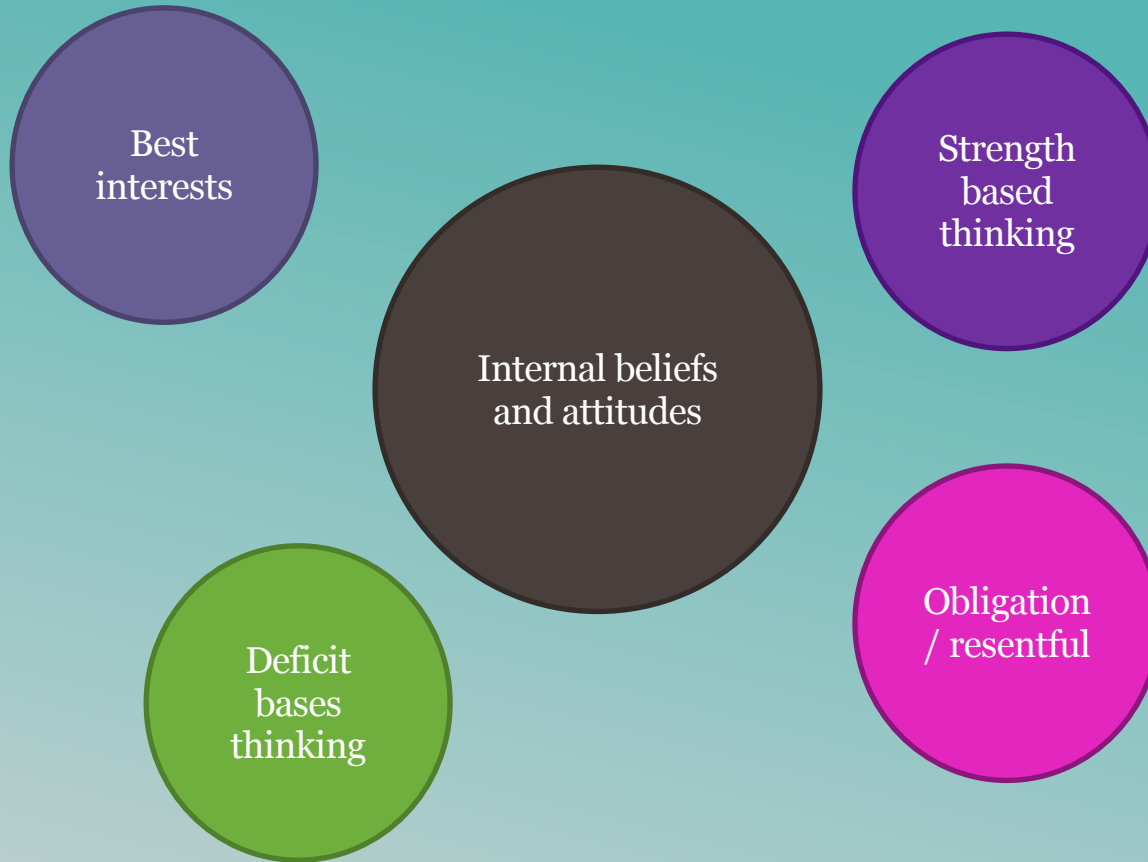 Best
interests
Strength
based
thinking
Internal beliefs
and attitudes
Obligation
/ resentful
Deficit
bases
thinking